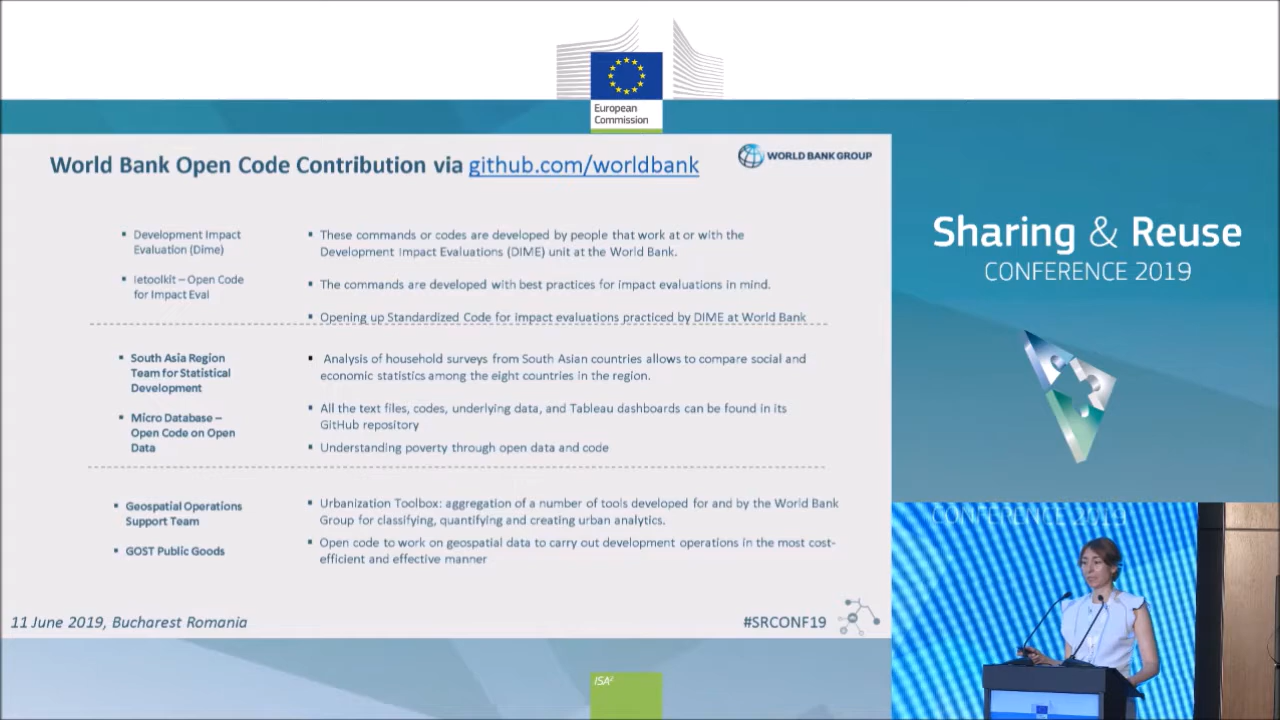 European
Commission
World Bank Open Code Contribution via github.com/worldbank
WORLD BANK GROUP
Development Impact
Evaluation (Dime)
Ietoolkit – Open Code
for Impact Eval
These commands or codes are developed by people that work at or with the
Development Impact Evaluations (DIME) unit at the World Bank.
The commands are developed with best practices for impact evaluations in mind.
Opening up Standardized Code for impact evaluations practiced by DIME at World Bank
South Asia Region
Team for Statistical
Development
Micro Database –
Open Code on Open
Data
Analysis of household surveys from South Asian countries allows to compare social and
economic statistics among the eight countries in the region.
All the text files, codes, underlying data, and Tableau dashboards can be found in its
GitHub repository
Understanding poverty through open data and code
Geospatial Operations
Support Team
GOST Public Goods
Urbanization Toolbox: aggregation of a number of tools developed for and by the World Bank
Group for classifying, quantifying and creating urban analytics.
Open code to work on geospatial data to carry out development operations in the most cost-
efficient and effective manner
11 June 2019, Bucharest Romania
#SRCONF19
Sharing & Reuse
CONFERENCE 2019
CONFERENCE 2019
ISA²